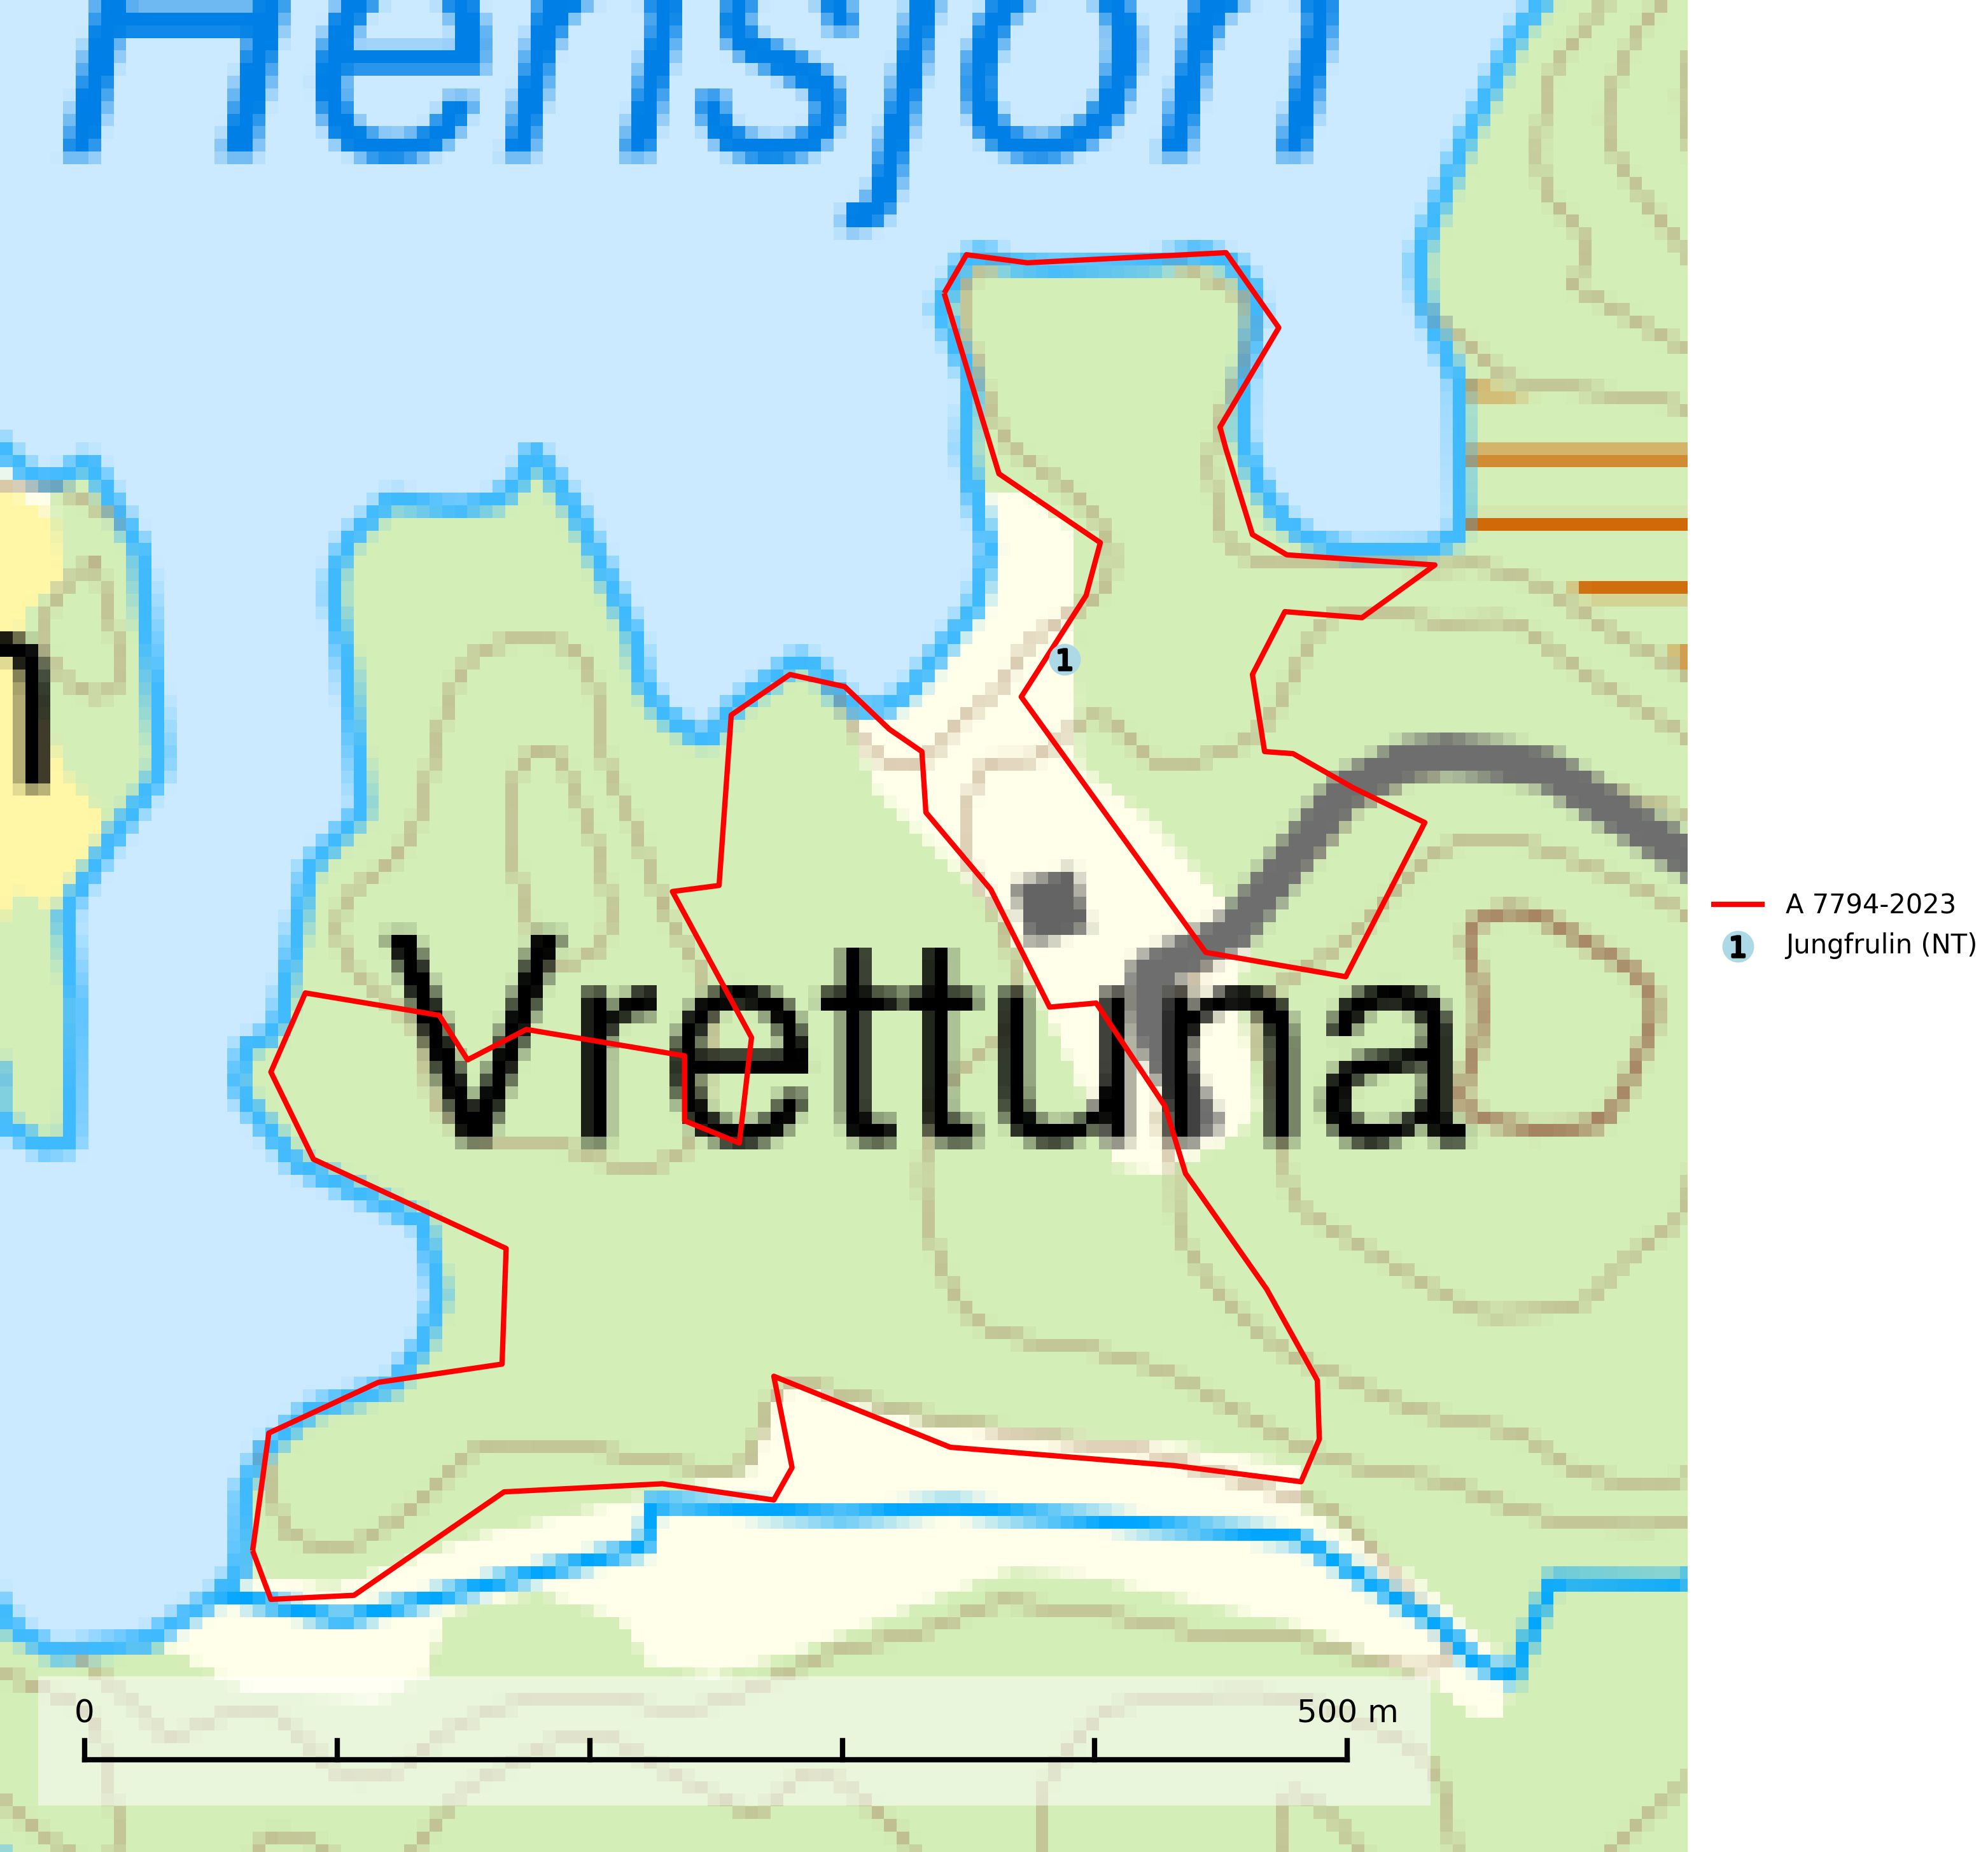 Hensjön
1
n
Vrettuna
A 7794-2023
1 Jungfrulin (NT)
0 500 m